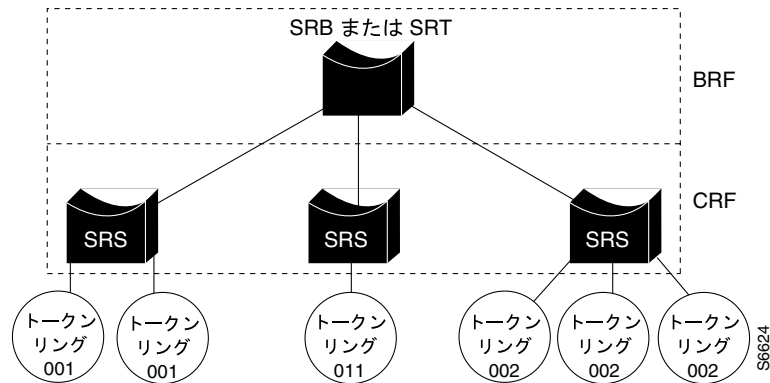 SRB または SRT
BRF
CRF
SRS
SRS
SRS
トークン
リング
001
トークン
リング
001
トークン
リング
011
トークン
リング
002
トークン
リング
002
トークン
リング
002
S6624